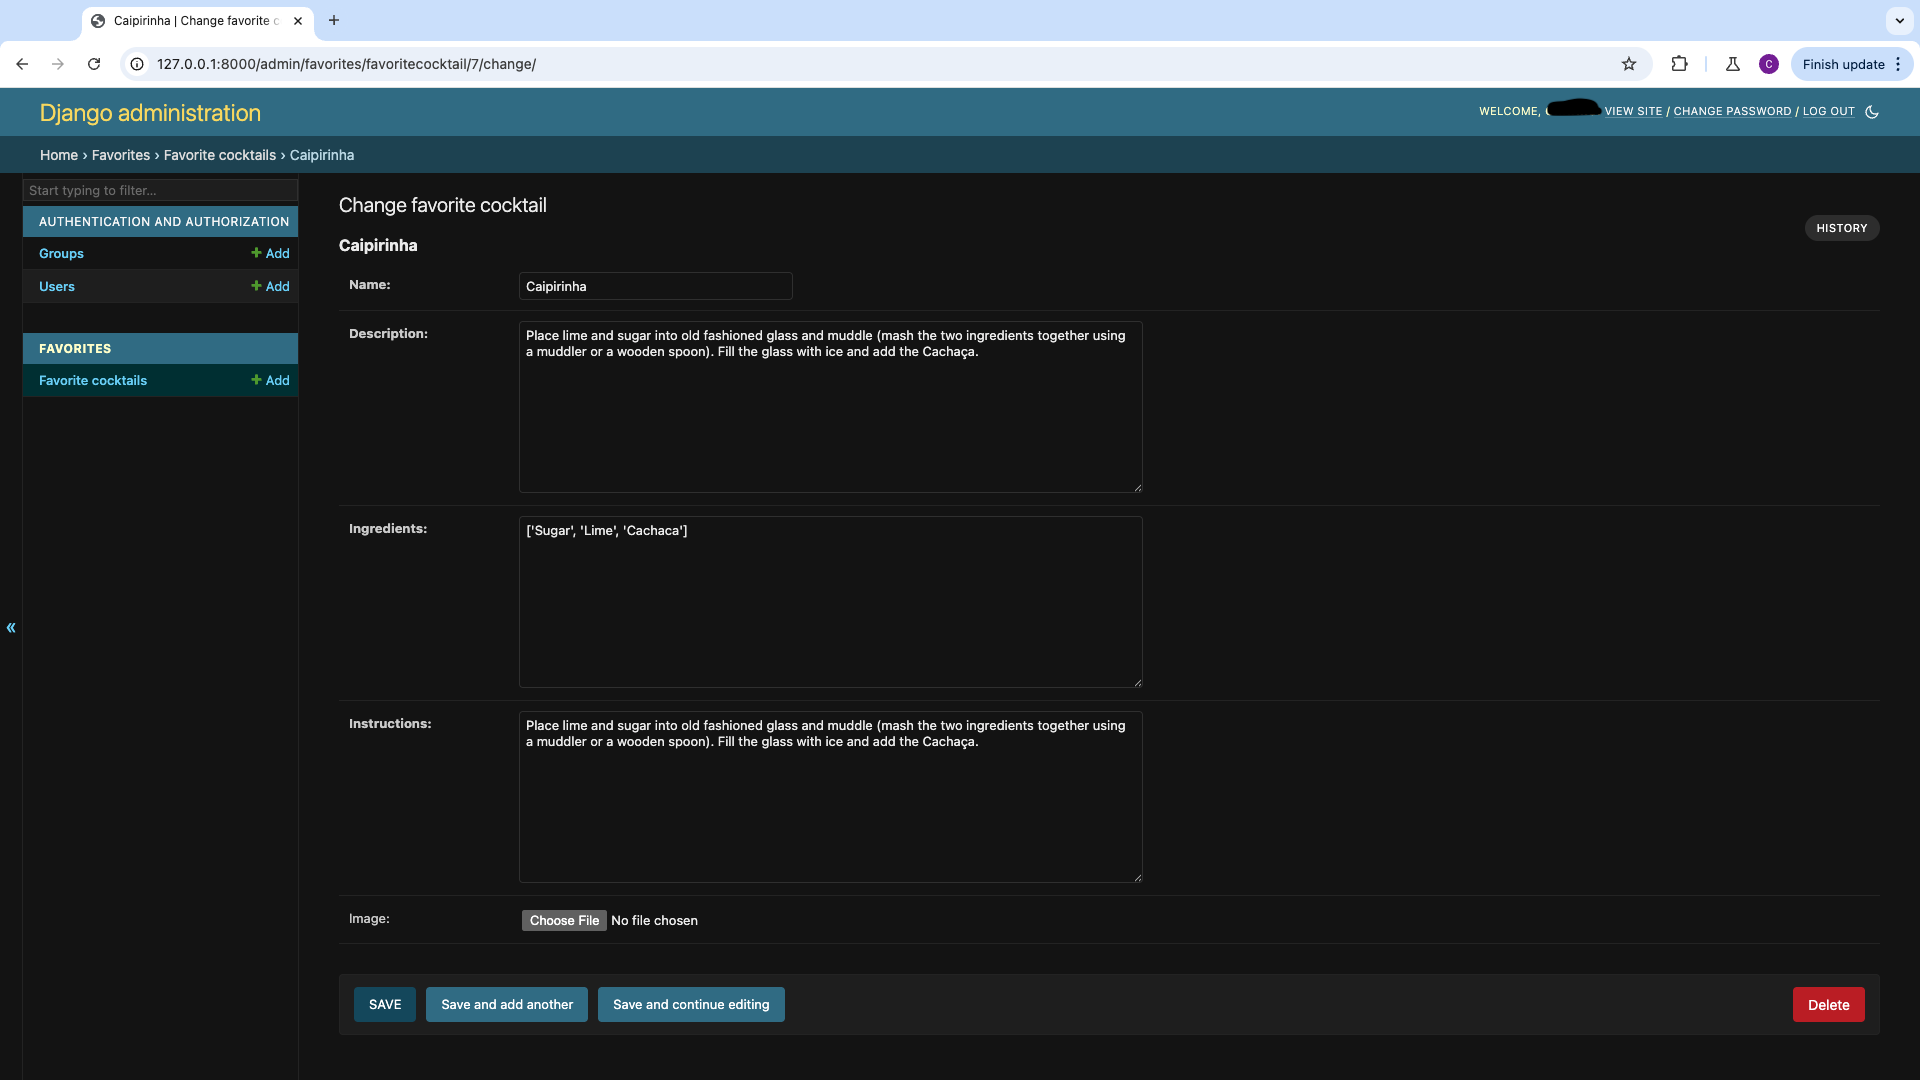 Caipirinha | Change favorite c
127.0.0.1:8000/admin/favorites/favoritecocktail/7/change/
C
Finish update
Django administration
WELCOME, VIEW SITE / CHANGE PASSWORD / LOG OUT
Home › Favorites › Favorite cocktails › Caipirinha
Start typing to filter...
AUTHENTICATION AND AUTHORIZATION
Groups + Add
Users + Add
FAVORITES
Favorite cocktails + Add
«
Change favorite cocktail
HISTORY
Caipirinha
Name: Caipirinha
Description: Place lime and sugar into old fashioned glass and muddle (mash the two ingredients together using
a muddler or a wooden spoon). Fill the glass with ice and add the Cachaça.
Ingredients: ['Sugar', 'Lime', 'Cachaca']
Instructions: Place lime and sugar into old fashioned glass and muddle (mash the two ingredients together using
a muddler or a wooden spoon). Fill the glass with ice and add the Cachaça.
Image: Choose File No file chosen
SAVE Save and add another Save and continue editing Delete